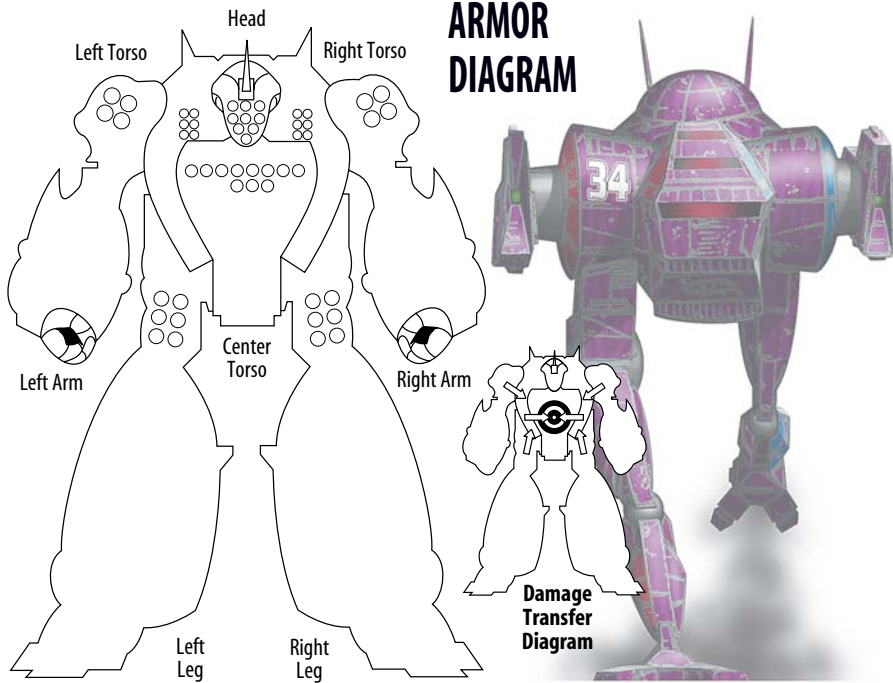 ARMOR
DIAGRAM
Head
Left Torso
Right Torso
34
Center
Torso
Left Arm
Right Arm
Damage
Transfer
Diagram
Left
Leg
Right
Leg